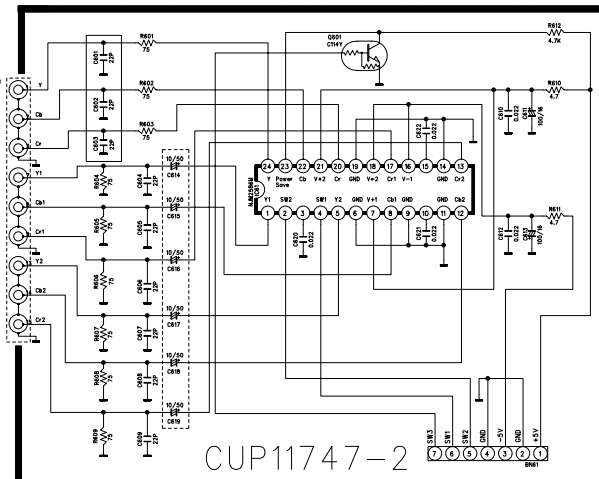 R612
4.7K
Q601
C114Y
R601
75
C601
22P
Y
R602
75
C602
22P
Cb
R603
75
C603
22P
Cr
R610
4.7
C610
0.022
C611
100/16
C622
0.022
10/50
C614
24 23 22 21 20 19 18 17 16 15 14 13
Y Power Save Cb V+2 Cr GND V-2 Cr1 V-1 GND Cr2
IC61
Y1 SW2 SW1 Y2 GND V+1 Cb1 GND Cb2
1 2 3 4 5 6 7 8 9 10 11 12
Y1
R604
75
C604
22P
10/50
C615
Cb1
R605
75
C605
22P
C620
0.022
C621
0.022
R611
4.7
C612
0.022
C613
100/16
Cr1
10/50
C616
R606
75
C606
22P
Y2
10/50
C617
R607
75
C607
22P
Cb2
10/50
C618
R608
75
C608
22P
Cr2
10/50
C619
R609
75
C609
22P
CUP11747-2
SW3 SW1 SW2 GND -5V GND +5V
7 6 5 4 3 2 1
BN61